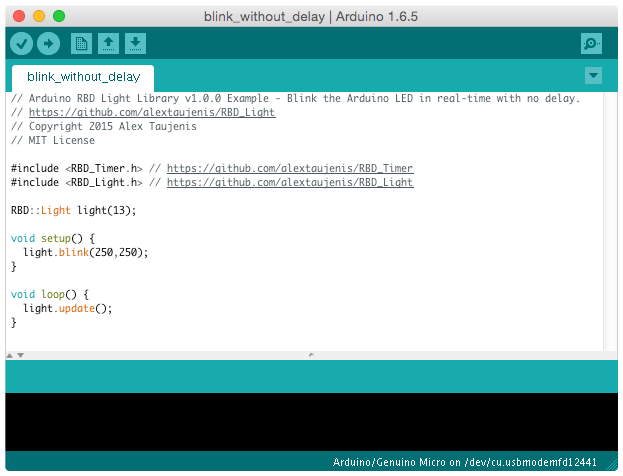 blink_without_delay | Arduino 1.6.5
blink_without_delay
// Arduino RBD Light Library v1.0.0 Example - Blink the Arduino LED in real-time with no delay.
// https://github.com/alextaujenis/RBD_Light
// Copyright 2015 Alex Taujenis
// MIT License
#include <RBD_Timer.h> // https://github.com/alextaujenis/RBD_Timer
#include <RBD_Light.h> // https://github.com/alextaujenis/RBD_Light
RBD::Light light(13);
void setup() {
  light.blink(250,250);
}
void loop() {
  light.update();
}
Arduino/Genuino Micro on /dev/cu.usbmodemfd12441